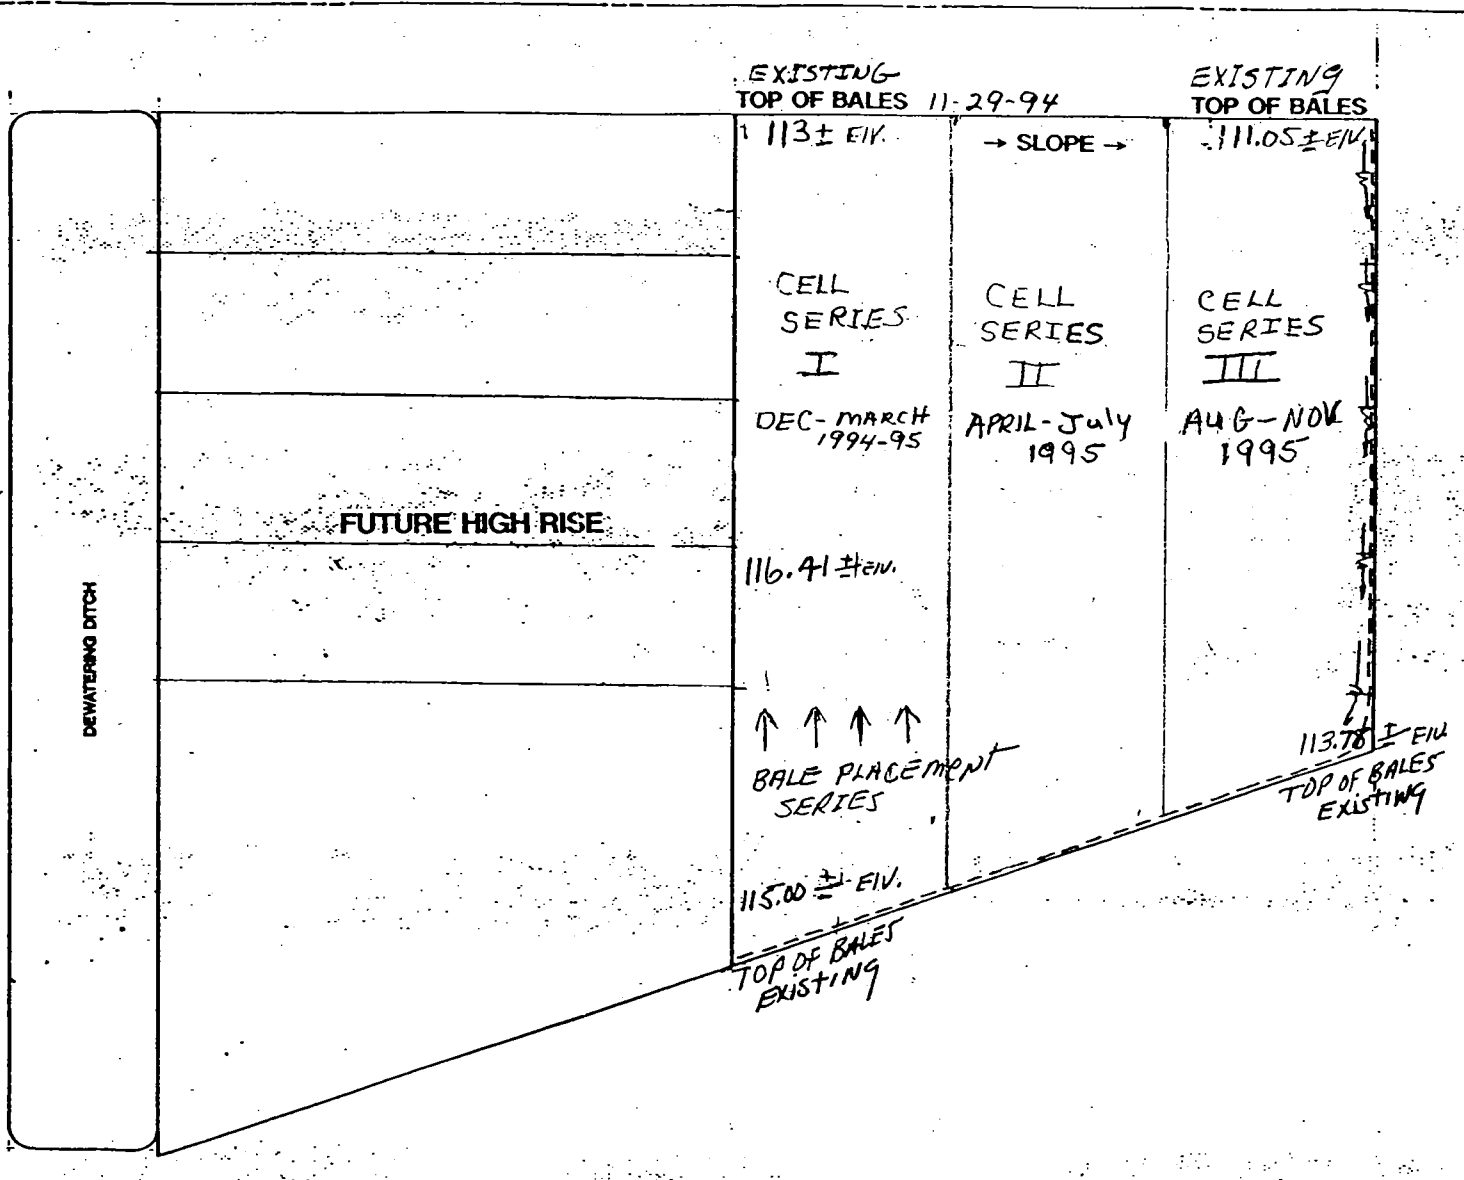 EXISTING
TOP OF BALES 11-29-94
EXISTING
TOP OF BALES
113± ElV.
→ SLOPE →
111.05± ElV.
CELL
SERIES
I
DEC-MARCH
1994-95
CELL
SERIES
II
APRIL-July
1995
CELL
SERIES
III
AUG-NOV
1995
FUTURE HIGH RISE
116.41 ± ElV.
DEWATERING DITCH
↑ ↑ ↑ ↑
BALE PLACEMENT
SERIES
113.78 ± ElV.
TOP OF BALES
EXISTING
115.00 ± ElV.
TOP OF BALES
EXISTING